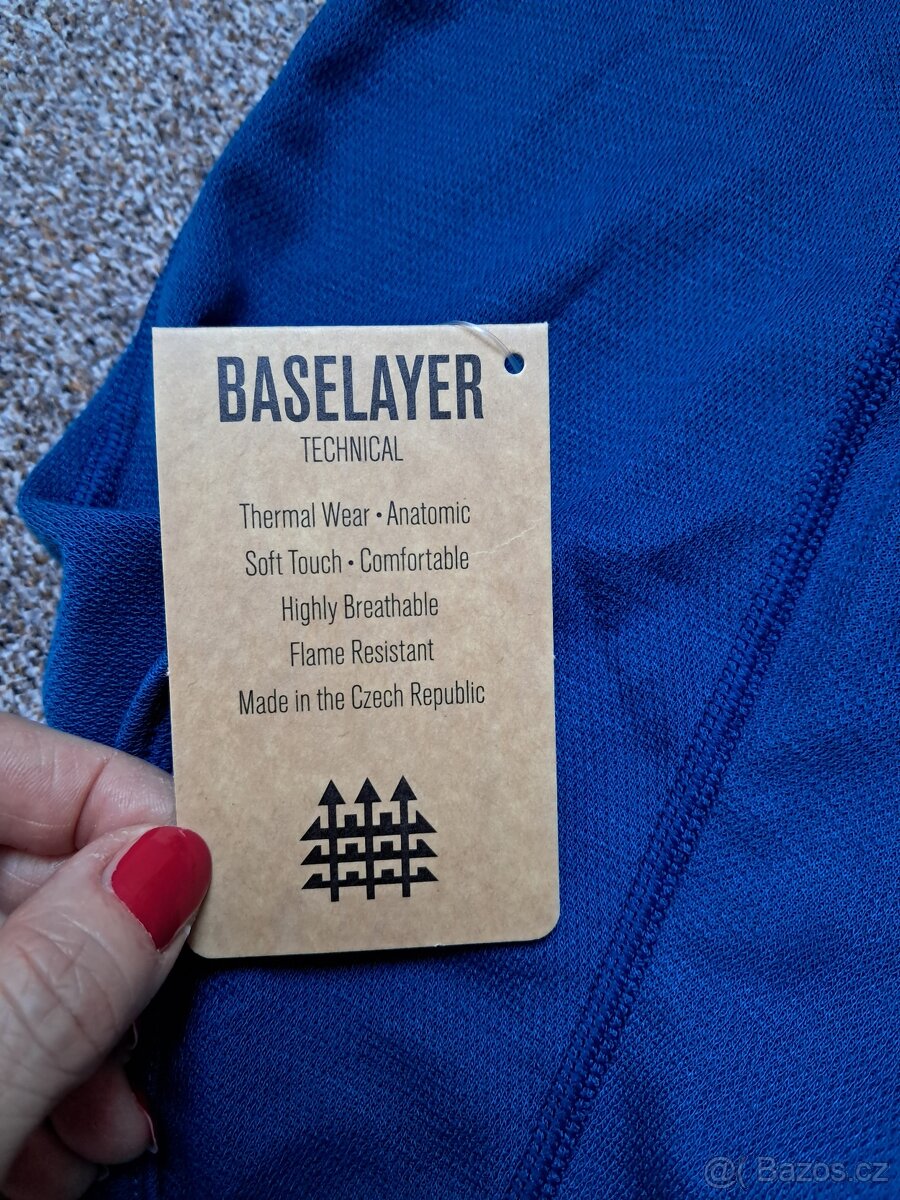 BASELAYER
TECHNICAL
Thermal Wear • Anatomic
Soft Touch • Comfortable
Highly Breathable
Flame Resistant
Made in the Czech Republic
@( Bazos.cz